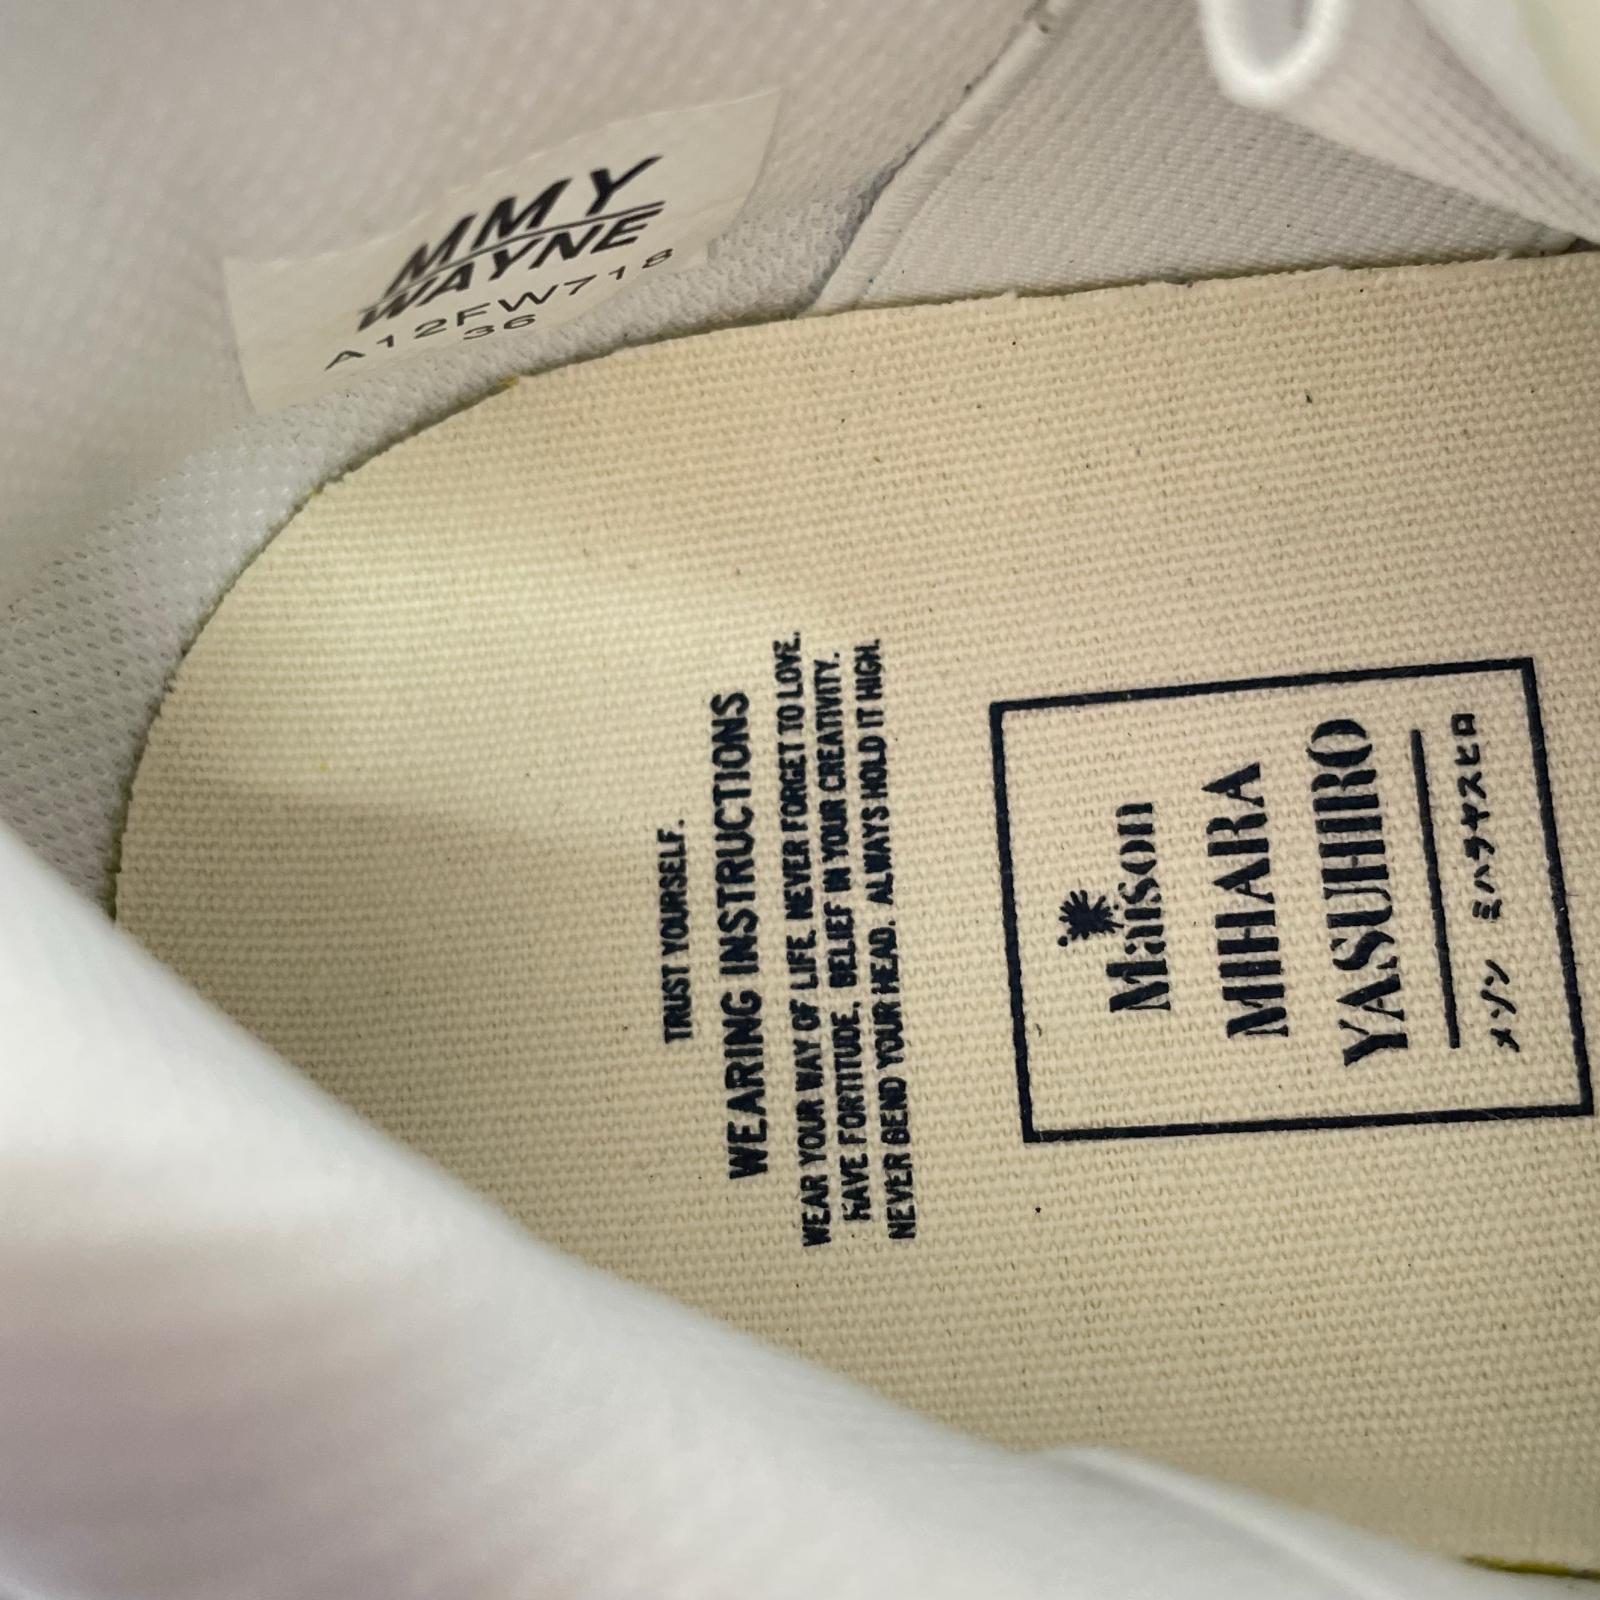 MMY
WAYNE
A12FW718
36
TRUST YOURSELF.
WEARING INSTRUCTIONS
WEAR YOUR WAY OF LIFE. NEVER FORGET TO LOVE.
HAVE FORTITUDE. BELIEF IN YOUR CREATIVITY.
NEVER BEND YOUR HEAD. ALWAYS HOLD IT HIGH.
Maison
MIHARA
YASUHIRO
メゾン ミハラヤスヒロ